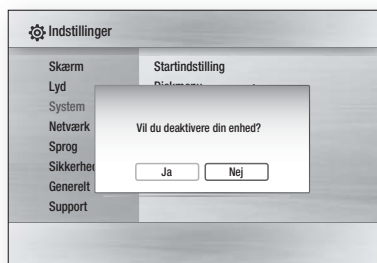 Indstillinger
Skærm
Lyd
System
Netværk
Sprog
Generelt
Support
Startindstilling
Vil du deaktivere din enhed?
Ja
Nej